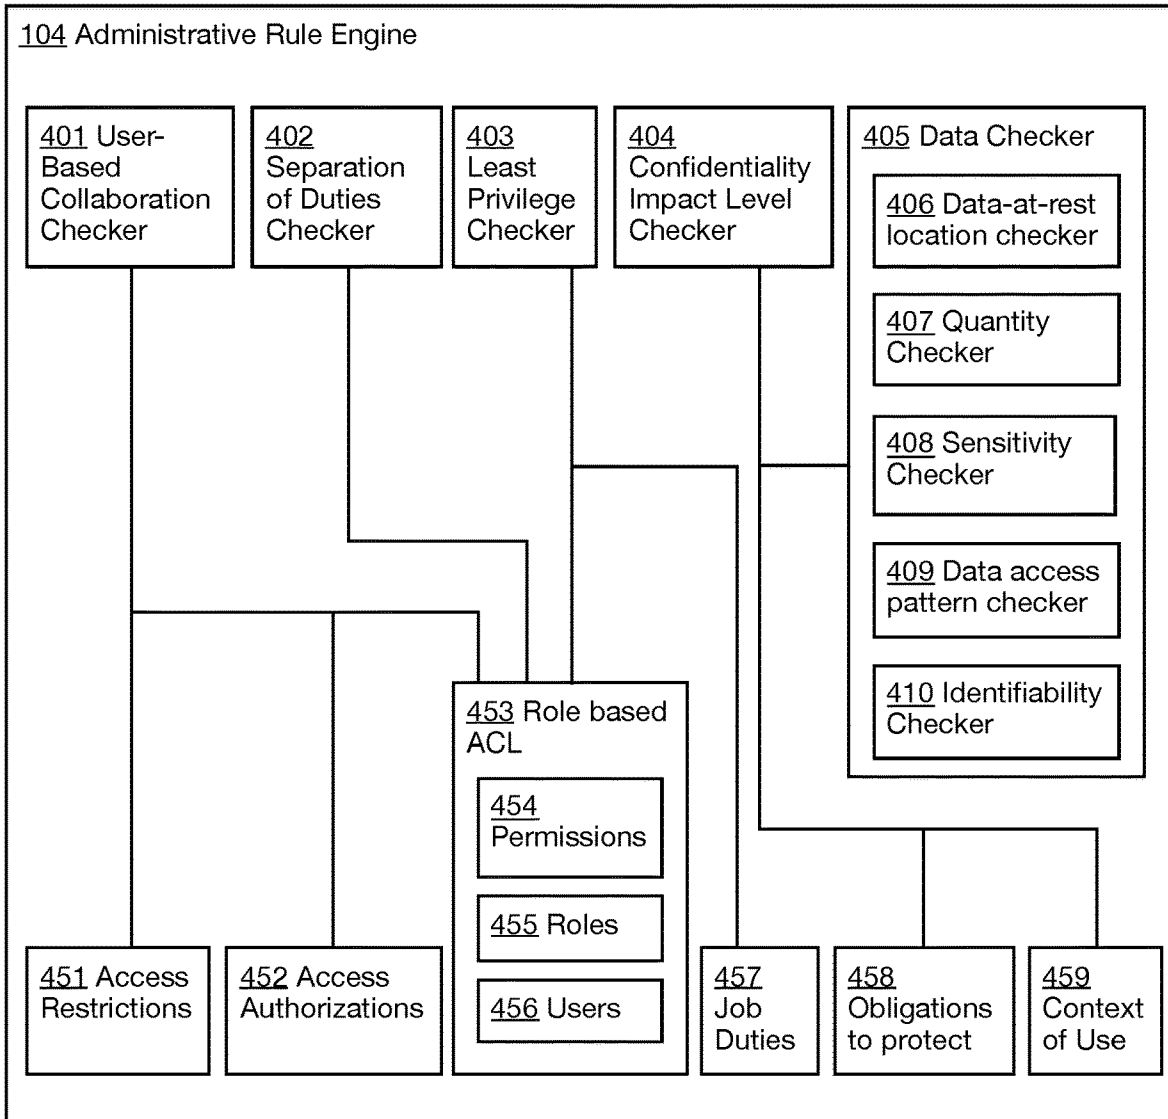 104 Administrative Rule Engine
401 User-
Based
Collaboration
Checker
402
Separation
of Duties
Checker
403
Least
Privilege
Checker
404
Confidentiality
Impact Level
Checker
405 Data Checker
406 Data-at-rest
location checker
407 Quantity
Checker
408 Sensitivity
Checker
409 Data access
pattern checker
410 Identifiability
Checker
453 Role based
ACL
454
Permissions
455 Roles
456 Users
451 Access
Restrictions
452 Access
Authorizations
457
Job
Duties
458
Obligations
to protect
459
Context
of Use